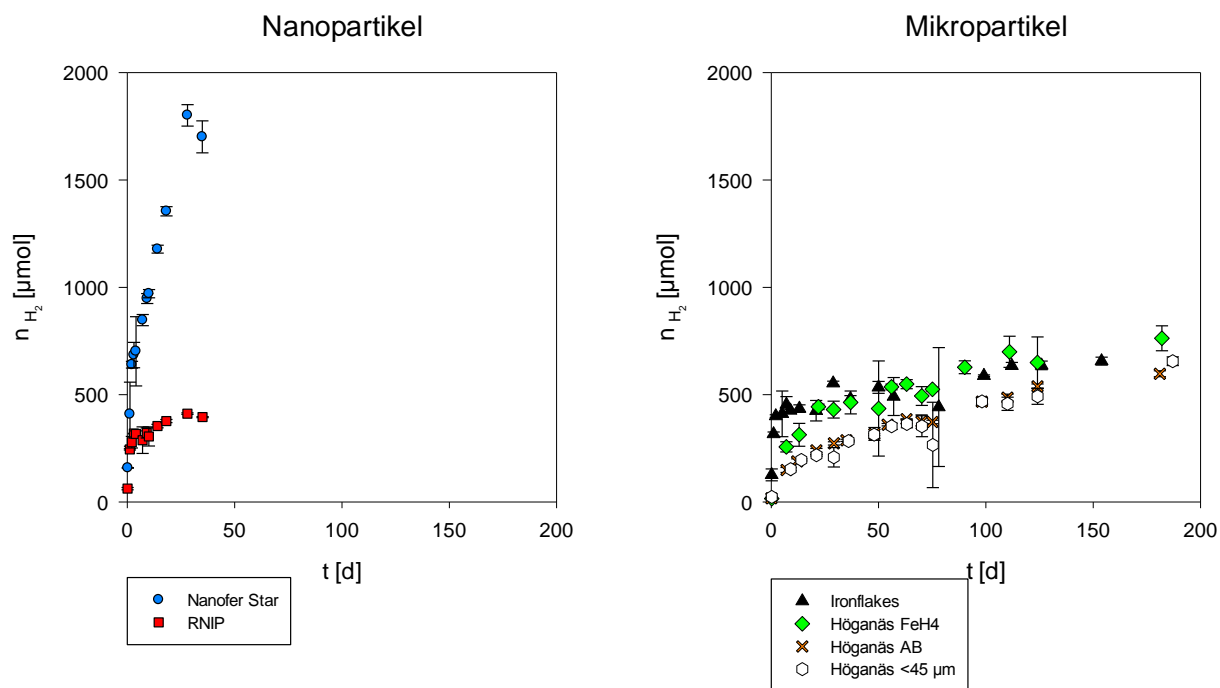 Nanopartikel
2000
1500
1000
500
0
n H2 [µmol]
0 50 100 150 200
t [d]
Nanofer Star
RNIP
Mikropartikel
2000
1500
1000
500
0
n H2 [µmol]
0 50 100 150 200
t [d]
Ironflakes
Höganäs FeH4
Höganäs AB
Höganäs <45 µm